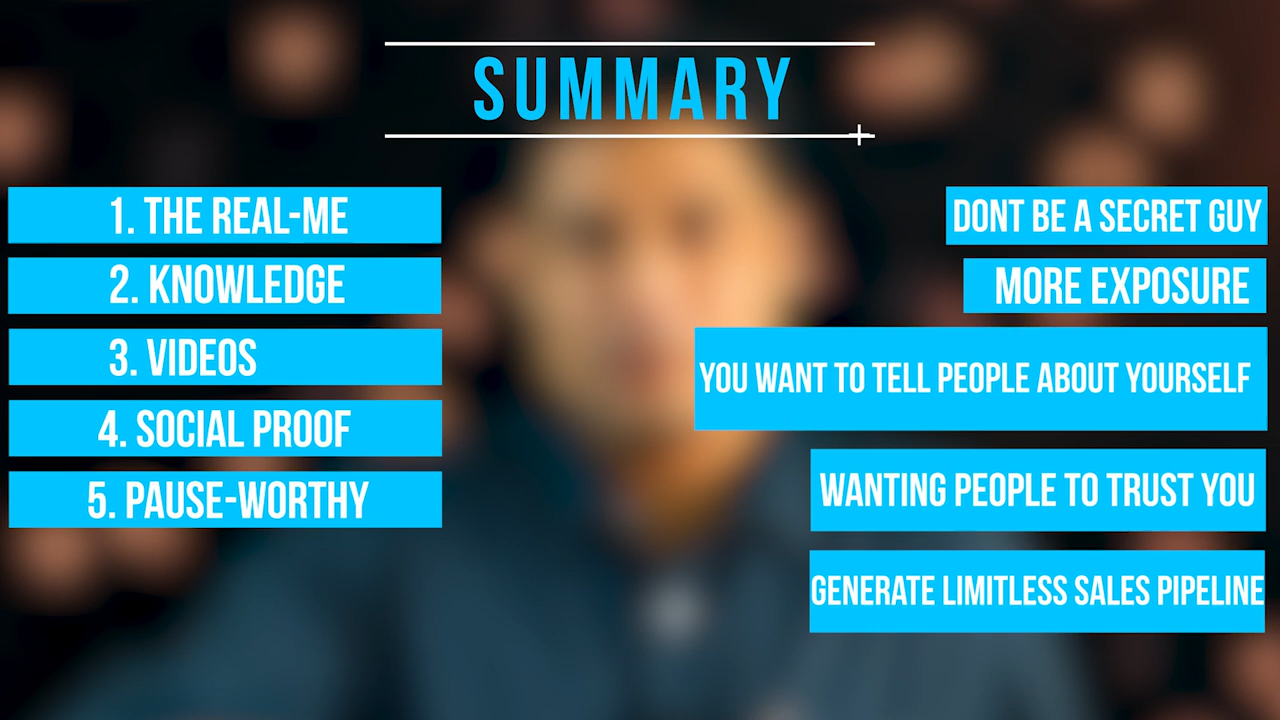 SUMMARY
1. THE REAL-ME
2. KNOWLEDGE
3. VIDEOS
4. SOCIAL PROOF
5. PAUSE-WORTHY
DONT BE A SECRET GUY
MORE EXPOSURE
YOU WANT TO TELL PEOPLE ABOUT YOURSELF
WANTING PEOPLE TO TRUST YOU
GENERATE LIMITLESS SALES PIPELINE